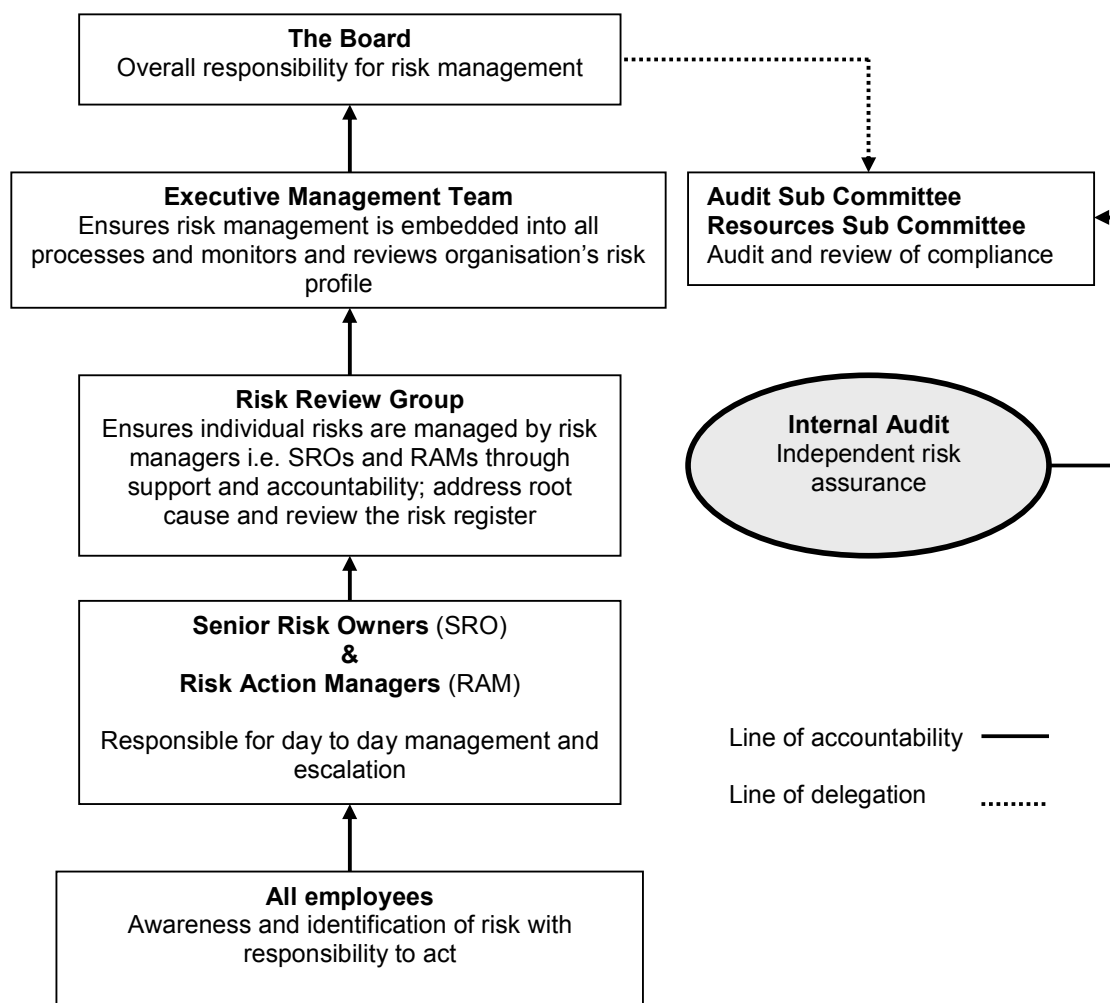 The Board
Overall responsibility for risk management
Executive Management Team
Ensures risk management is embedded into all
processes and monitors and reviews organisation’s risk
profile
Audit Sub Committee
Resources Sub Committee
Audit and review of compliance
Risk Review Group
Ensures individual risks are managed by risk
managers i.e. SROs and RAMs through
support and accountability; address root
cause and review the risk register
Internal Audit
Independent risk
assurance
Senior Risk Owners (SRO)
&
Risk Action Managers (RAM)
Responsible for day to day management and
escalation
Line of accountability
Line of delegation
All employees
Awareness and identification of risk with
responsibility to act